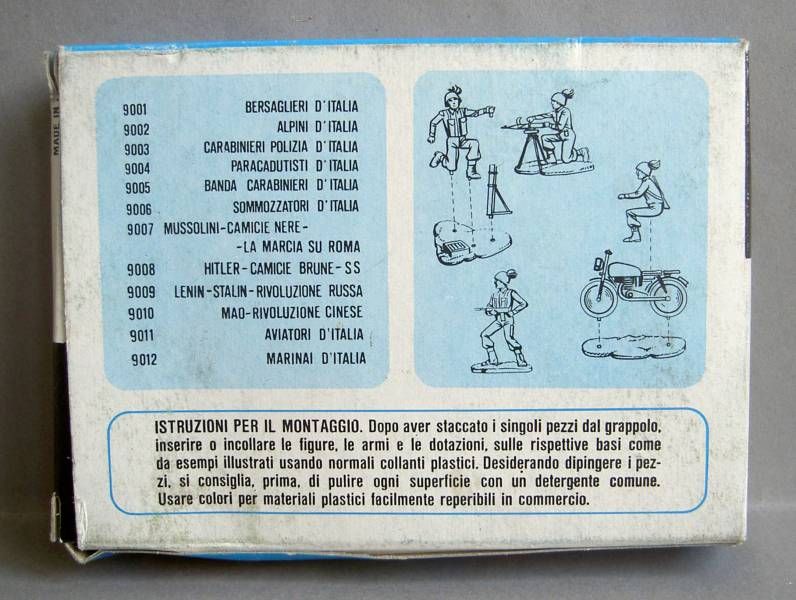 MADE IN
9001 BERSAGLIERI D'ITALIA
9002 ALPINI D'ITALIA
9003 CARABINIERI POLIZIA D'ITALIA
9004 PARACADUTISTI D'ITALIA
9005 BANDA CARABINIERI D'ITALIA
9006 SOMMOZZATORI D'ITALIA
9007 MUSSOLINI-CAMICIE NERE-
-LA MARCIA SU ROMA
9008 HITLER-CAMICIE BRUNE-SS
9009 LENIN-STALIN-RIVOLUZIONE RUSSA
9010 MAO-RIVOLUZIONE CINESE
9011 AVIATORI D'ITALIA
9012 MARINAI D'ITALIA
ISTRUZIONI PER IL MONTAGGIO. Dopo aver staccato i singoli pezzi dal grappolo,
inserire o incollare le figure, le armi e le dotazioni, sulle rispettive basi come
da esempi illustrati usando normali collanti plastici. Desiderando dipingere i pez-
zi, si consiglia, prima, di pulire ogni superficie con un detergente comune.
Usare colori per materiali plastici facilmente reperibili in commercio.